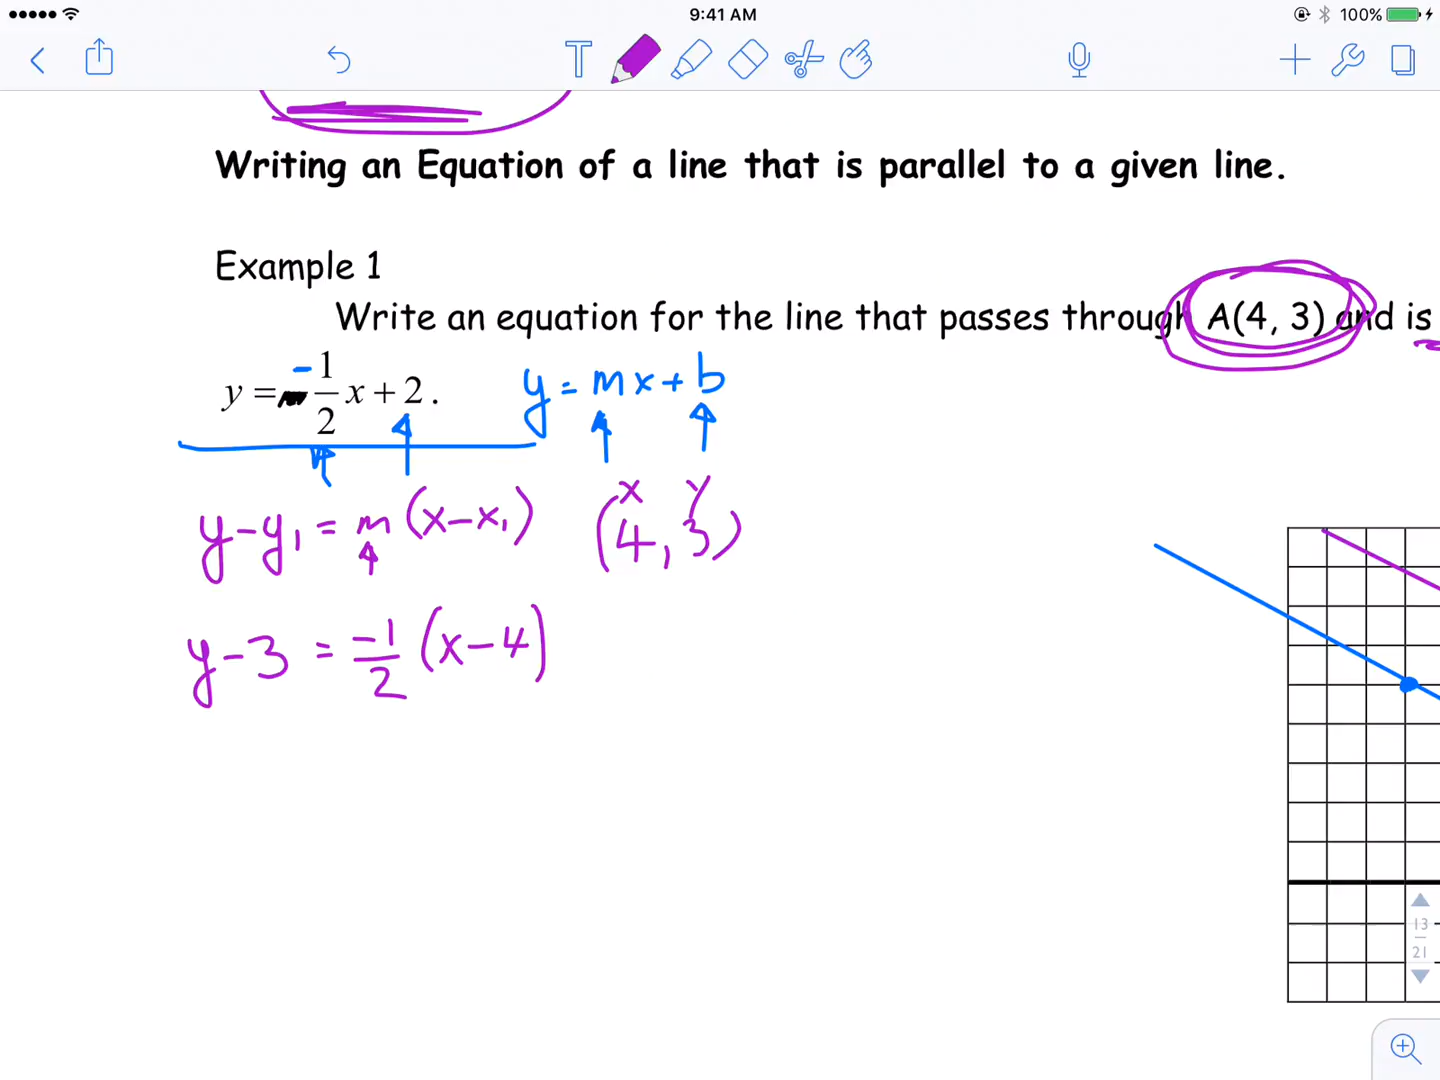 9:41 AM
100%
T
Writing an Equation of a line that is parallel to a given line.
Example 1
Write an equation for the line that passes through A(4, 3) and is
y = -1/2 x + 2. y = mx + b
x y
y - y₁ = m(x - x₁) (4, 3)
y - 3 = -1/2 (x - 4)
13
21